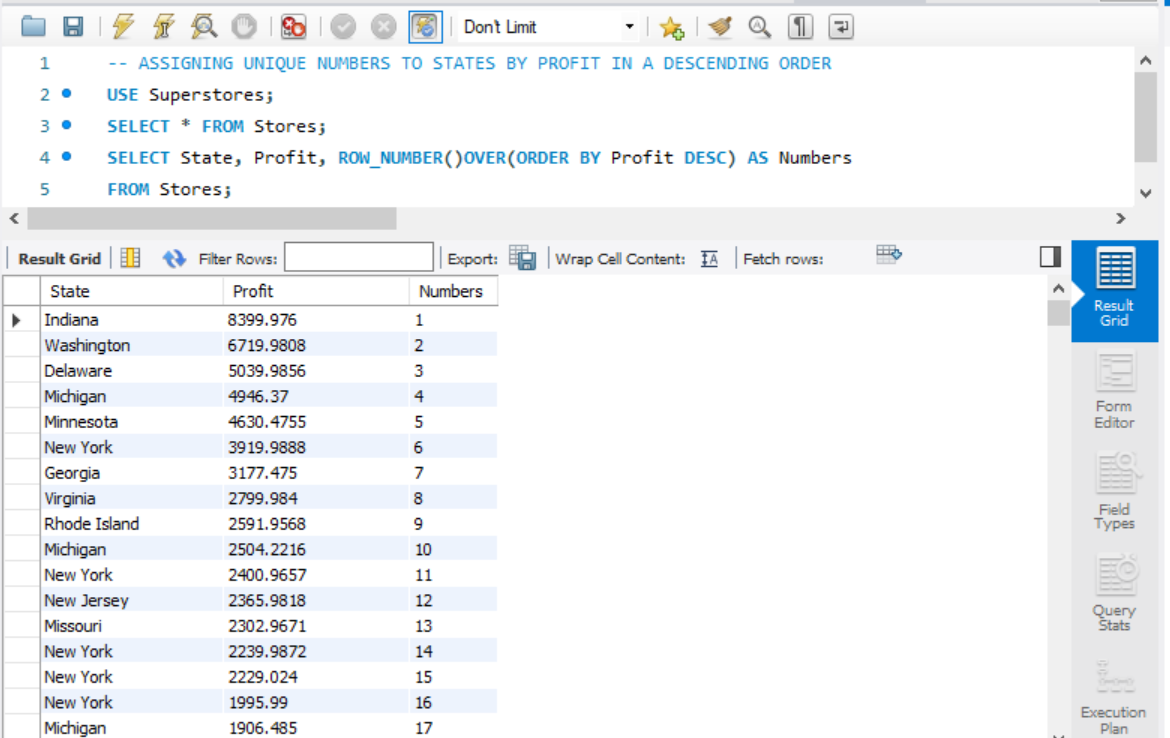 Don't Limit
1 -- ASSIGNING UNIQUE NUMBERS TO STATES BY PROFIT IN A DESCENDING ORDER
2 USE Superstores;
3 SELECT * FROM Stores;
4 SELECT State, Profit, ROW_NUMBER()OVER(ORDER BY Profit DESC) AS Numbers
5 FROM Stores;
Result Grid Filter Rows: Export: Wrap Cell Content: IA Fetch rows:
State Profit Numbers
Indiana 8399.976 1
Washington 6719.9808 2
Delaware 5039.9856 3
Michigan 4946.37 4
Minnesota 4630.4755 5
New York 3919.9888 6
Georgia 3177.475 7
Virginia 2799.984 8
Rhode Island 2591.9568 9
Michigan 2504.2216 10
New York 2400.9657 11
New Jersey 2365.9818 12
Missouri 2302.9671 13
New York 2239.9872 14
New York 2229.024 15
New York 1995.99 16
Michigan 1906.485 17
Result
Grid
Form
Editor
Field
Types
Query
Stats
Execution
Plan